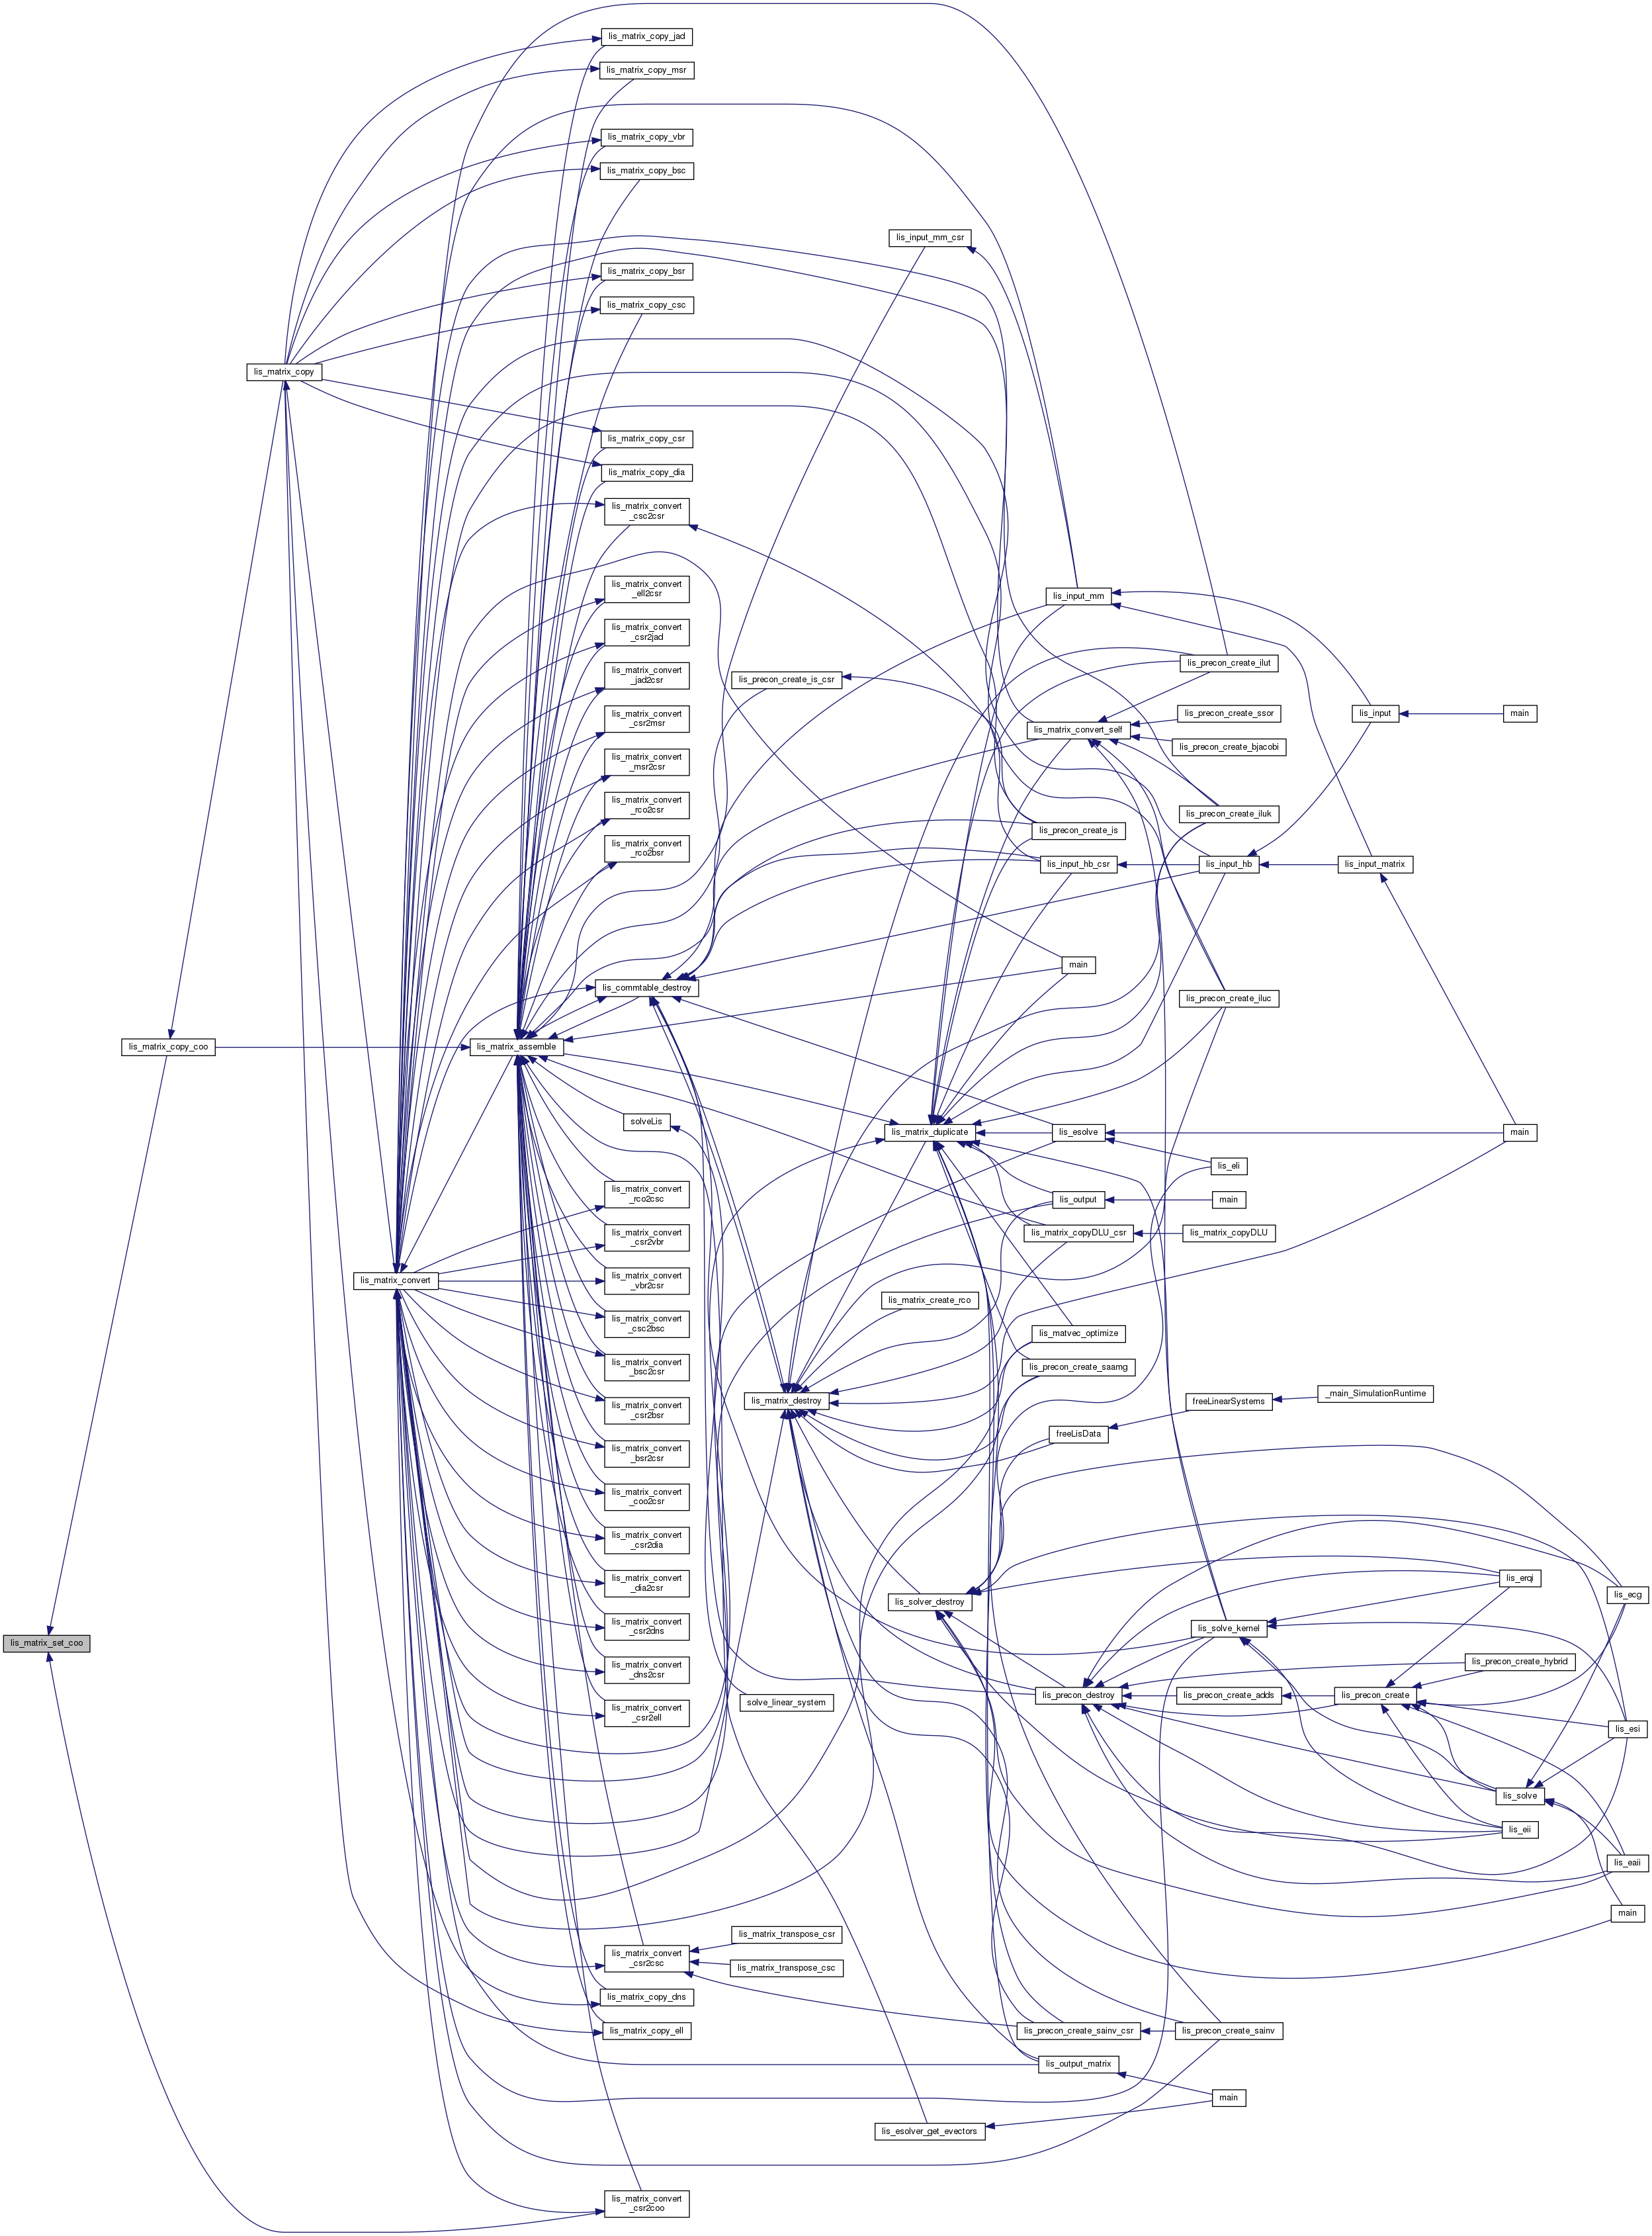 lis_matrix_copy_jad
lis_matrix_copy_msr
lis_matrix_copy_vbr
lis_matrix_copy_bsc
lis_input_mm_csr
lis_matrix_copy_bsr
lis_matrix_copy_csc
lis_matrix_copy
lis_matrix_copy_csr
lis_matrix_copy_dia
lis_matrix_convert
_csc2csr
lis_matrix_convert
_ell2csr
lis_input_mm
lis_matrix_convert
_csr2jad
lis_precon_create_ilut
lis_matrix_convert
_jad2csr
lis_precon_create_is_csr
lis_matrix_convert
_csr2msr
lis_matrix_convert_self
lis_precon_create_ssor
lis_input
main
lis_precon_create_bjacobi
lis_matrix_convert
_msr2csr
lis_matrix_convert
_rco2csr
lis_precon_create_iluk
lis_precon_create_is
lis_matrix_convert
_rco2bsr
lis_input_hb_csr
lis_input_hb
lis_input_matrix
main
lis_commtable_destroy
lis_precon_create_iluc
lis_matrix_copy_coo
lis_matrix_assemble
solveLis
lis_matrix_duplicate
lis_esolve
main
lis_eli
lis_matrix_convert
_rco2csc
lis_output
main
lis_matrix_convert
_csr2vbr
lis_matrix_copyDLU_csr
lis_matrix_copyDLU
lis_matrix_convert
lis_matrix_convert
_vbr2csr
lis_matrix_create_rco
lis_matrix_convert
_csc2bsc
lis_matvec_optimize
lis_matrix_convert
_bsc2csr
lis_precon_create_saamg
lis_matrix_destroy
freeLinearSystems
_main_SimulationRuntime
lis_matrix_convert
_csr2bsr
freeLisData
lis_matrix_convert
_bsr2csr
lis_matrix_convert
_coo2csr
lis_matrix_convert
_csr2dia
lis_matrix_convert
_dia2csr
lis_erqi
lis_ecg
lis_solver_destroy
lis_matrix_convert
_csr2dns
lis_solve_kernel
lis_matrix_set_coo
lis_matrix_convert
_dns2csr
lis_precon_create_hybrid
lis_precon_destroy
lis_precon_create_adds
lis_precon_create
solve_linear_system
lis_matrix_convert
_csr2ell
lis_esi
lis_solve
lis_eii
lis_eaii
main
lis_matrix_transpose_csr
lis_matrix_convert
_csr2csc
lis_matrix_transpose_csc
lis_matrix_copy_dns
lis_matrix_copy_ell
lis_precon_create_sainv_csr
lis_precon_create_sainv
lis_output_matrix
main
lis_esolver_get_evectors
lis_matrix_convert
_csr2coo